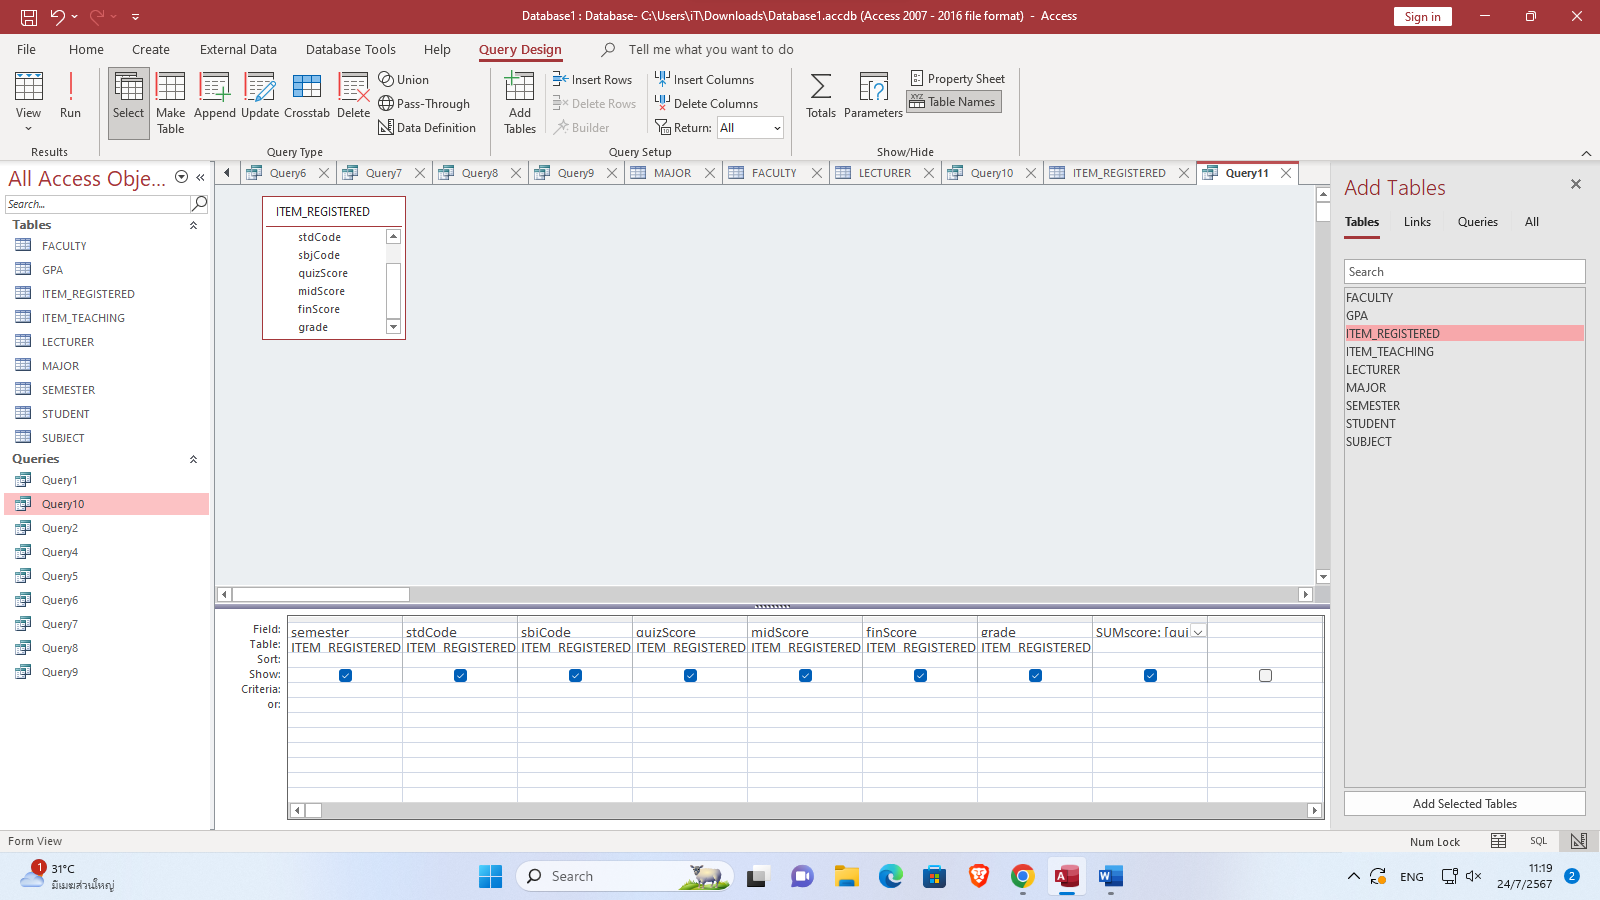 Database1 : Database- C:\Users\iT\Downloads\Database1.accdb (Access 2007 - 2016 file format) - Access
Sign in
File
Home
Create
External Data
Database Tools
Help
Query Design
Tell me what you want to do
View
Run
Results
Select
Make Table
Append
Update
Crosstab
Delete
Union
Pass-Through
Data Definition
Query Type
Add Tables
Insert Rows
Delete Rows
Builder
Insert Columns
Delete Columns
Return: All
Query Setup
Totals
Parameters
Property Sheet
Table Names
Show/Hide
All Access Obje...
Search...
Tables
FACULTY
GPA
ITEM_REGISTERED
ITEM_TEACHING
LECTURER
MAJOR
SEMESTER
STUDENT
SUBJECT
Queries
Query1
Query10
Query2
Query4
Query5
Query6
Query7
Query8
Query9
Query6
Query7
Query8
Query9
MAJOR
FACULTY
LECTURER
Query10
ITEM_REGISTERED
Query11
ITEM_REGISTERED
stdCode
sbjCode
quizScore
midScore
finScore
grade
Field: semester stdCode sbjCode quizScore midScore finScore grade SUMscore: [qui
Table: ITEM_REGISTERED ITEM_REGISTERED ITEM_REGISTERED ITEM_REGISTERED ITEM_REGISTERED ITEM_REGISTERED ITEM_REGISTERED
Sort:
Show:
Criteria:
or:
Add Tables
Tables
Links
Queries
All
Search
FACULTY
GPA
ITEM_REGISTERED
ITEM_TEACHING
LECTURER
MAJOR
SEMESTER
STUDENT
SUBJECT
Add Selected Tables
Form View
Num Lock
SQL
1
31°C
มีเมฆส่วนใหญ่
Search
ENG
11:19
24/7/2567
2